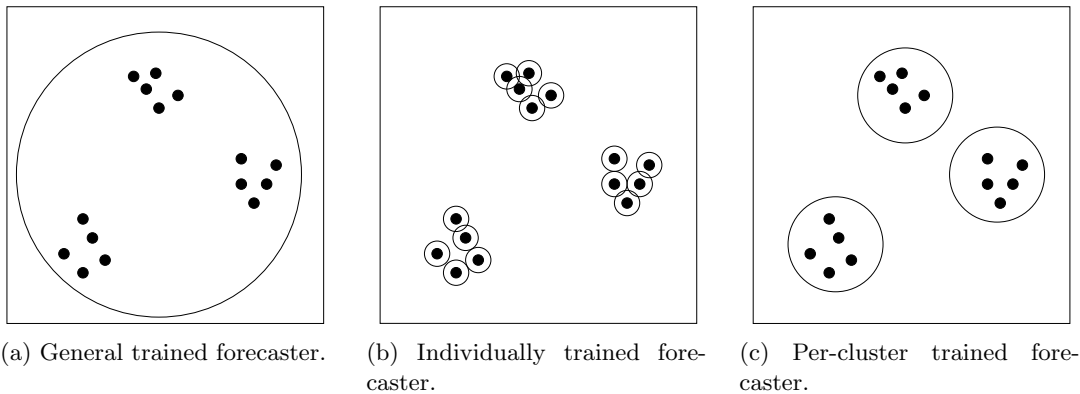 (a) General trained forecaster.
(b) Individually trained fore-
caster.
(c) Per-cluster trained fore-
caster.